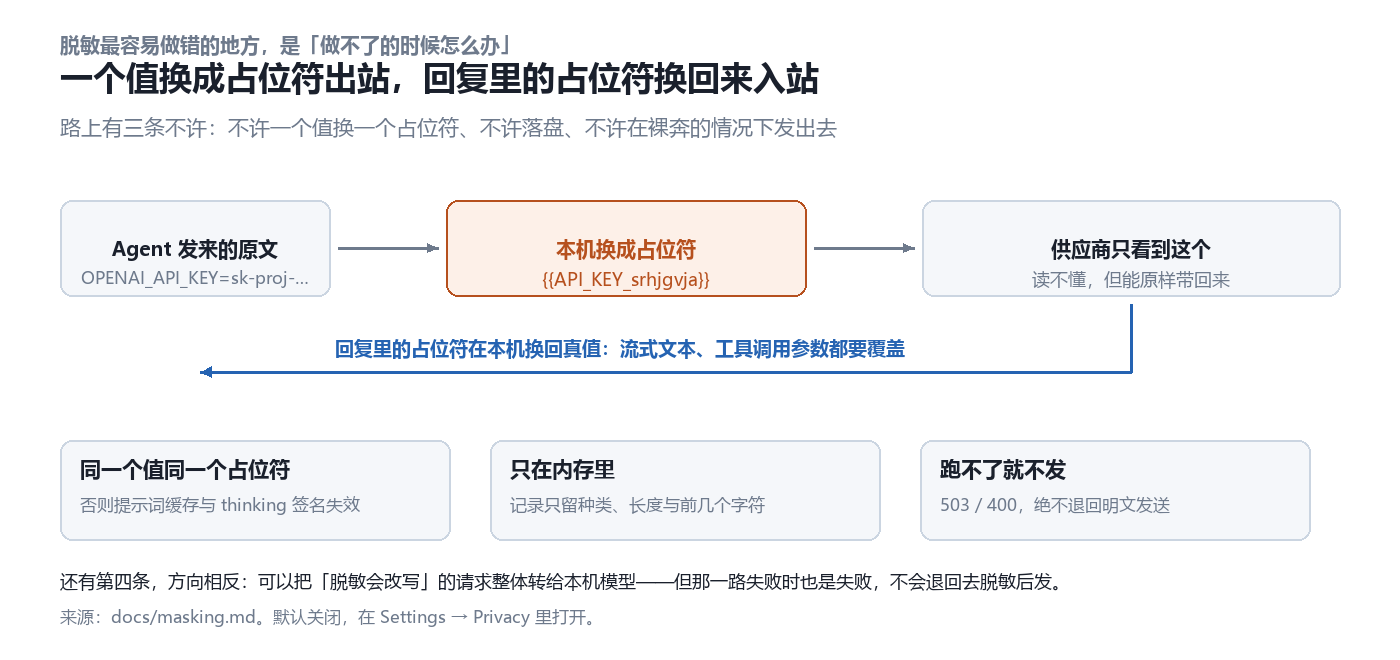 脱敏最容易做错的地方，是「做不了的时候怎么办」
一个值换成占位符出站，回复里的占位符换回来入站
路上有三条不许：不许一个值换一个占位符、不许落盘、不许在裸奔的情况下发出去
Agent 发来的原文
OPENAI_API_KEY=sk-proj-...
本机换成占位符
{{API_KEY_srhjgvja}}
供应商只看到这个
读不懂，但能原样带回来
回复里的占位符在本机换回真值：流式文本、工具调用参数都要覆盖
同一个值同一个占位符
否则提示词缓存与 thinking 签名失效
只在内存里
记录只留种类、长度与前几个字符
跑不了就不发
503 / 400，绝不退回明文发送
还有第四条，方向相反：可以把「脱敏会改写」的请求整体转给本机模型——但那一路失败时也是失败，不会退回去脱敏后发。
来源：docs/masking.md。默认关闭，在 Settings → Privacy 里打开。